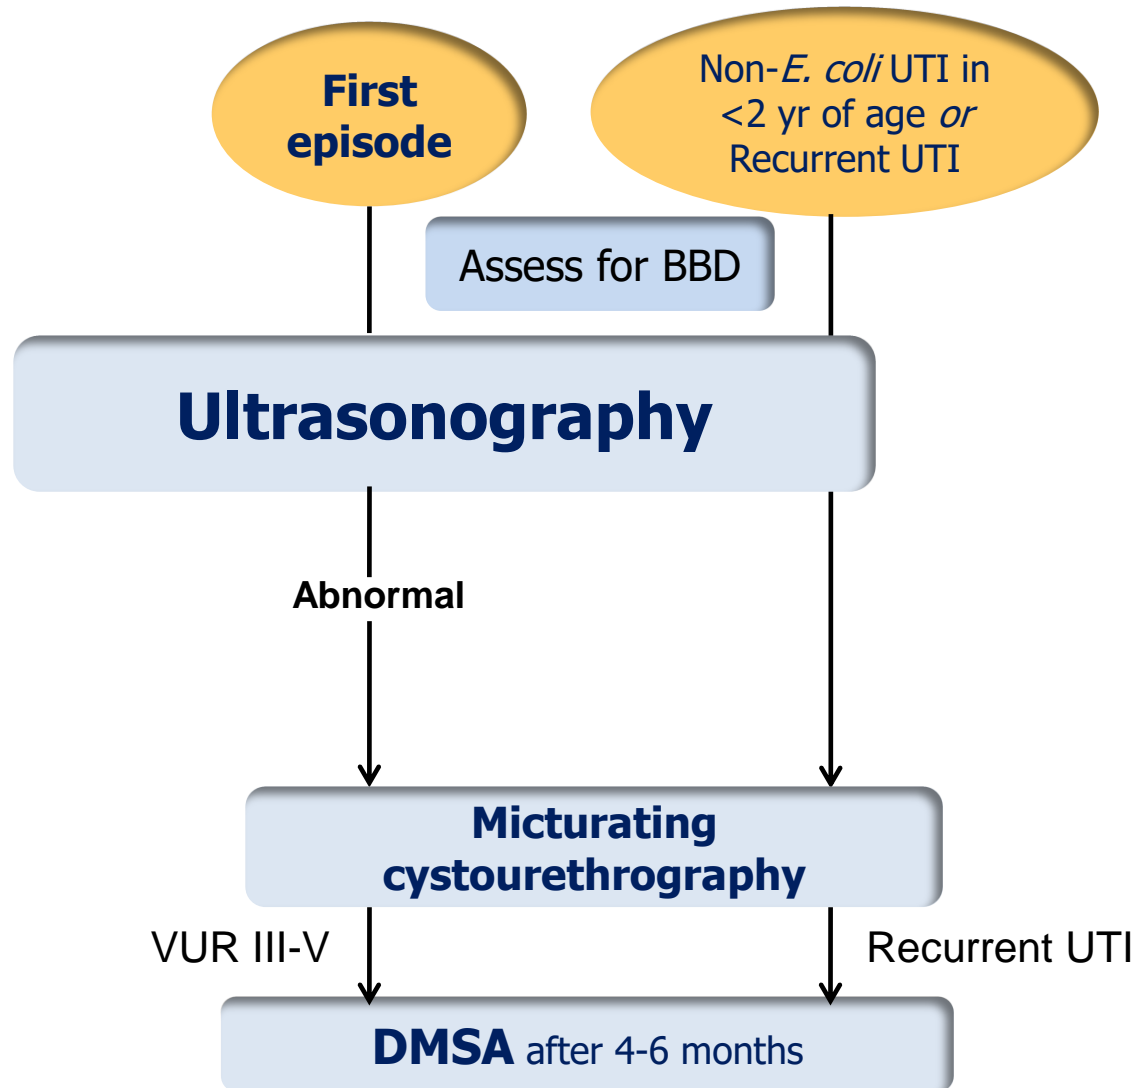 First
episode
Non-E. coli UTI in
<2 yr of age or
Recurrent UTI
Assess for BBD
Ultrasonography
Abnormal
Micturating
cystourethrography
VUR III-V
Recurrent UTI
DMSA after 4-6 months